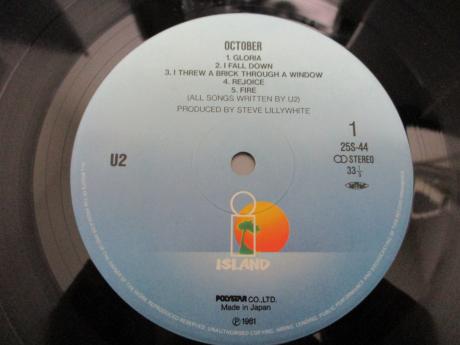 OCTOBER
1. GLORIA
2. I FALL DOWN
3. I THREW A BRICK THROUGH A WINDOW
4. REJOICE
5. FIRE
(ALL SONGS WRITTEN BY U2)
PRODUCED BY STEVE LILLYWHITE
U2
1
25S-44
STEREO
33 1/3
ISLAND
POLYSTAR CO., LTD.
Made in Japan
Ⓟ 1981